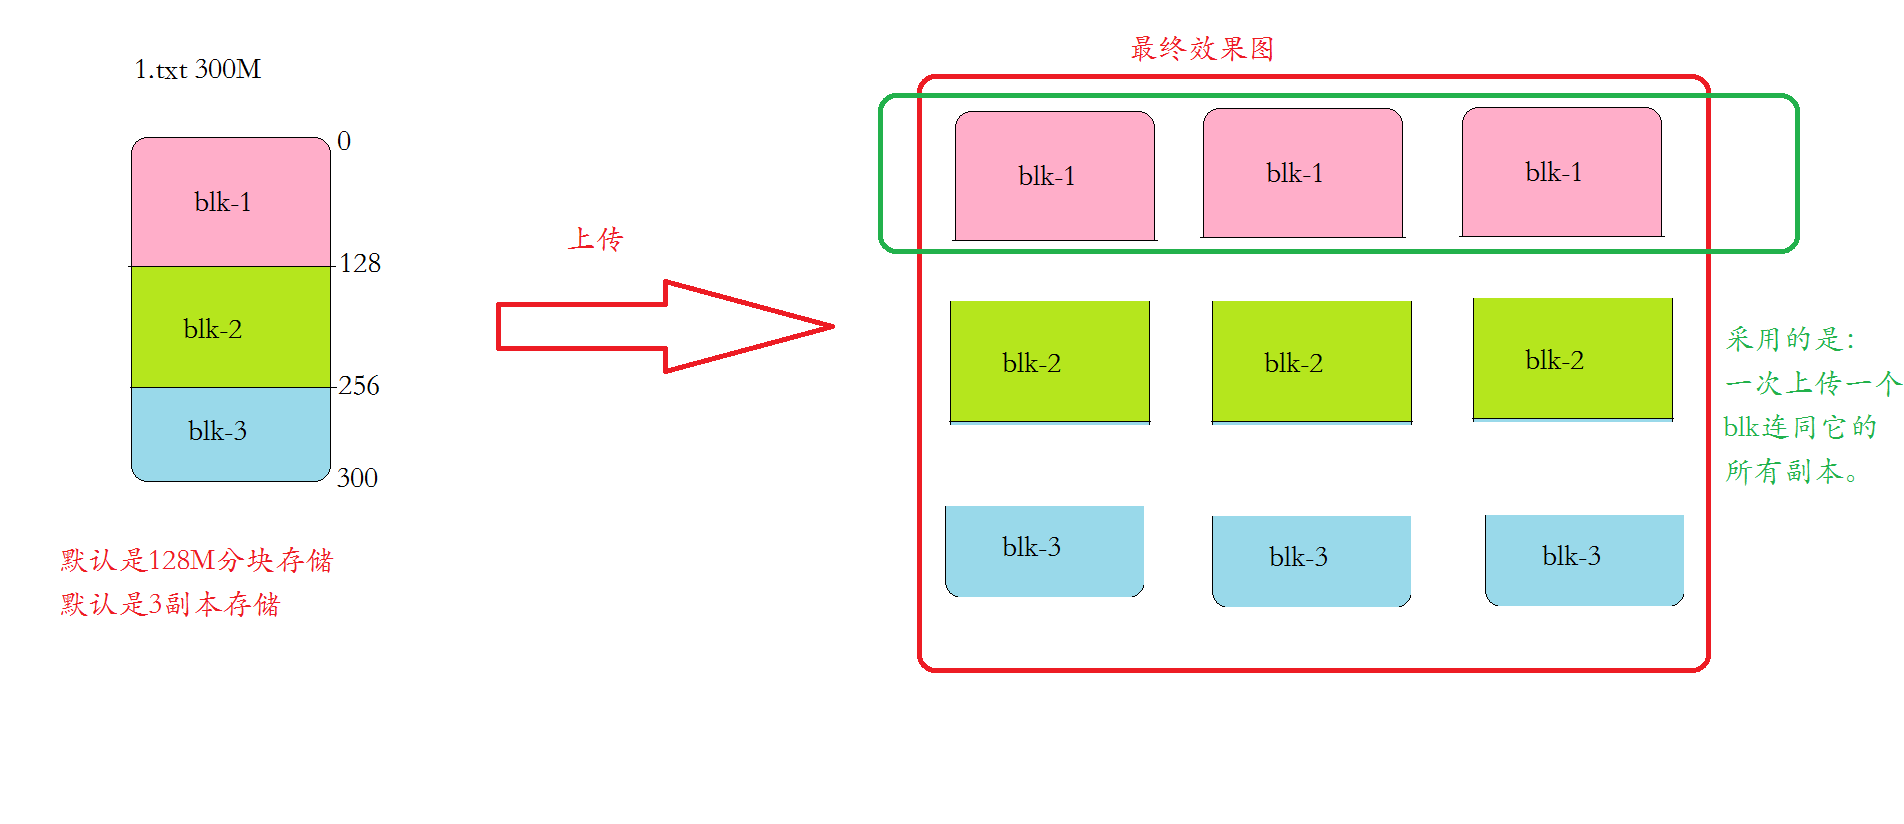 1.txt 300M
0
blk-1
128
blk-2
256
blk-3
300
默认是128M分块存储
默认是3副本存储
上传
最终效果图
blk-1 blk-1 blk-1
blk-2 blk-2 blk-2
blk-3 blk-3 blk-3
采用的是：
一次上传一个
blk连同它的
所有副本。